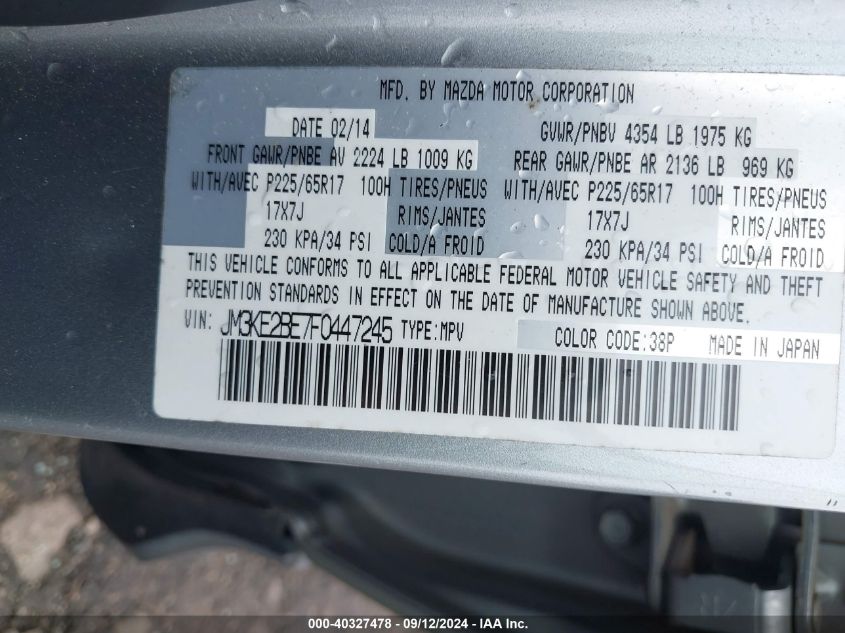 MFD. BY MAZDA MOTOR CORPORATION
DATE 02/14 GVWR/PNBV 4354 LB 1975 KG
FRONT GAWR/PNBE AV 2224 LB 1009 KG REAR GAWR/PNBE AR 2136 LB 969 KG
WITH/AVEC P225/65R17 100H TIRES/PNEUS WITH/AVEC P225/65R17 100H TIRES/PNEUS
17X7J RIMS/JANTES 17X7J RIMS/JANTES
230 KPA/34 PSI COLD/A FROID 230 KPA/34 PSI COLD/A FROID
THIS VEHICLE CONFORMS TO ALL APPLICABLE FEDERAL MOTOR VEHICLE SAFETY AND THEFT
PREVENTION STANDARDS IN EFFECT ON THE DATE OF MANUFACTURE SHOWN ABOVE.
VIN: JM3KE2BE7F0447245 TYPE:MPV COLOR CODE:38P MADE IN JAPAN
000-40327478 - 09/12/2024 - IAA Inc.